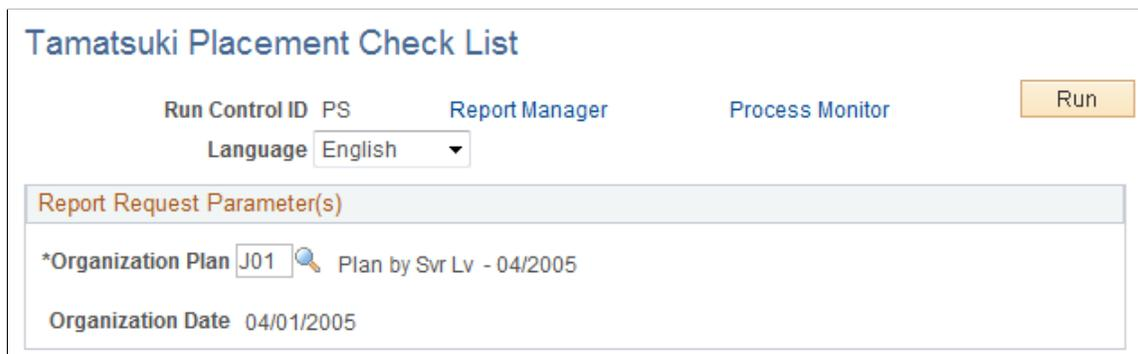 Tamatsuki Placement Check List
Run Control ID PS Report Manager Process Monitor Run
Language English
Report Request Parameter(s)
*Organization Plan J01 Plan by Svr Lv - 04/2005
Organization Date 04/01/2005